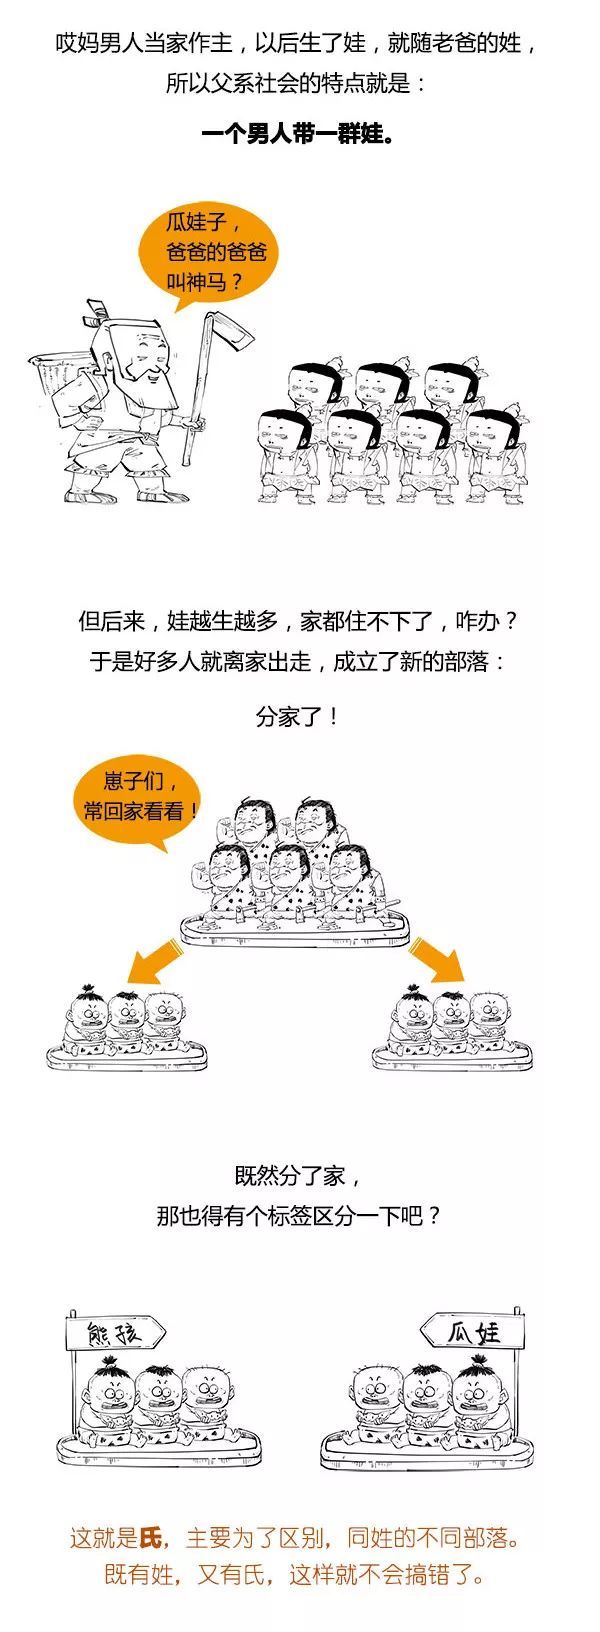 哎妈男人当家作主，以后生了娃，就随老爸的姓，
所以父系社会的特点就是：
一个男人带一群娃。
瓜娃子，
爸爸的爸爸
叫神马？
但后来，娃越生越多，家都住不下了，咋办？
于是好多人就离家出走，成立了新的部落：
分家了！
崽子们，
常回家看看！
既然分了家，
那也得有个标签区分一下吧？
熊孩
瓜娃
这就是氏，主要为了区别，同姓的不同部落。
既有姓，又有氏，这样就不会搞错了。